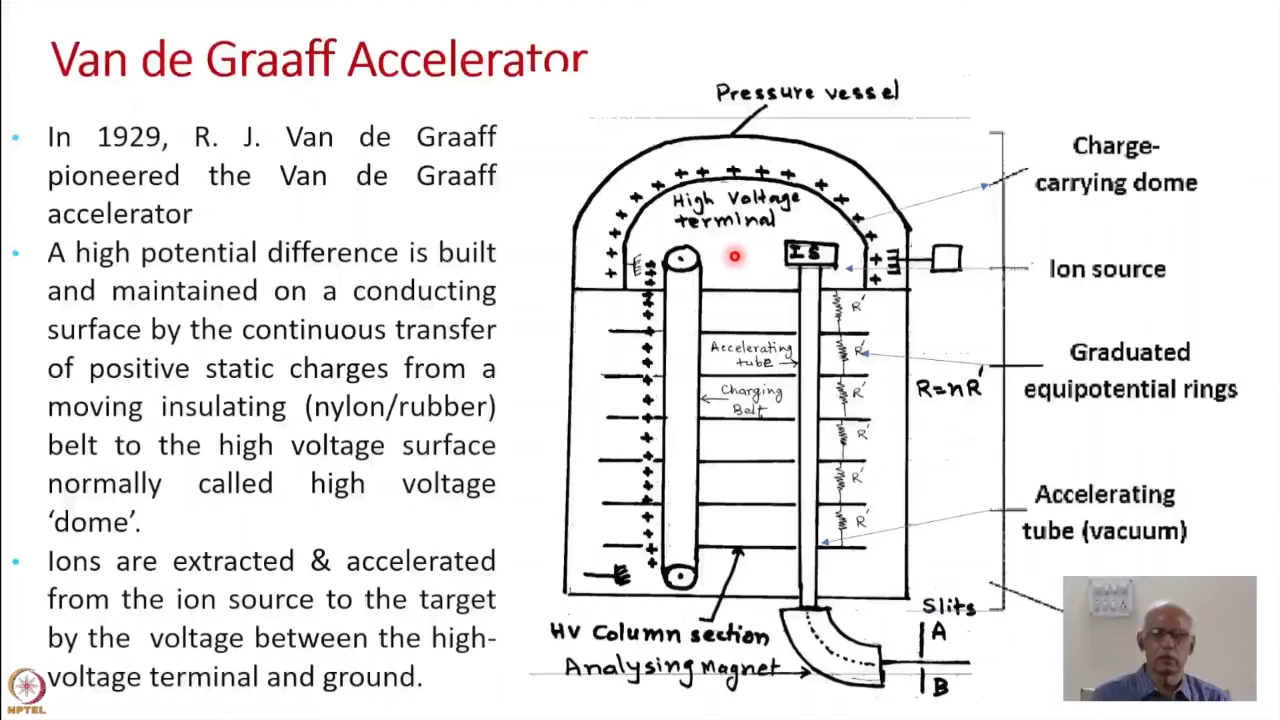 Van de Graaff Accelerator
• In 1929, R. J. Van de Graaff
pioneered the Van de Graaff
accelerator
• A high potential difference is built
and maintained on a conducting
surface by the continuous transfer
of positive static charges from a
moving insulating (nylon/rubber)
belt to the high voltage surface
normally called high voltage
‘dome’.
• Ions are extracted & accelerated
from the ion source to the target
by the voltage between the high-
voltage terminal and ground.
Pressure vessel
High Voltage
terminal
IS
Accelerating
tube
Charging
Belt
R'
R'
R'
R'
R'
R'
R=nR'
HV Column section
Analysing Magnet
Slits
A
B
Charge-
carrying dome
Ion source
Graduated
equipotential rings
Accelerating
tube (vacuum)
NPTEL